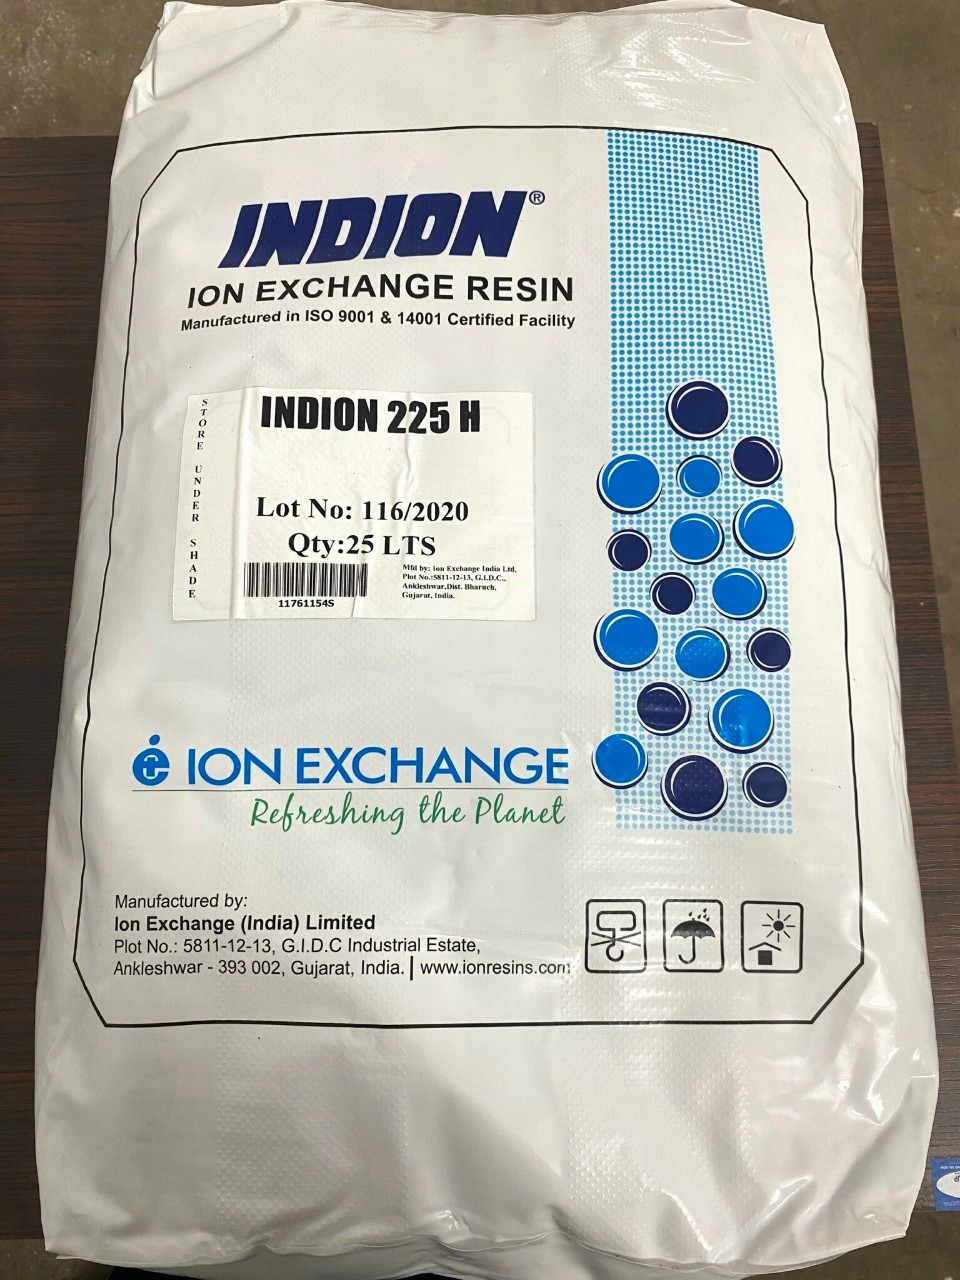 INDION®
ION EXCHANGE RESIN
Manufactured in ISO 9001 & 14001 Certified Facility
STORE UNDER SHADE
INDION 225 H
Lot No: 116/2020
Qty:25 LTS
11761154S
Mfd by: Ion Exchange India Ltd,
Plot No.:5811-12-13, G.I.D.C.,
Ankleshwar,Dist. Bharuch,
Gujarat, India.
ION EXCHANGE
Refreshing the Planet
Manufactured by:
Ion Exchange (India) Limited
Plot No.: 5811-12-13, G.I.D.C Industrial Estate,
Ankleshwar - 393 002, Gujarat, India. | www.ionresins.com